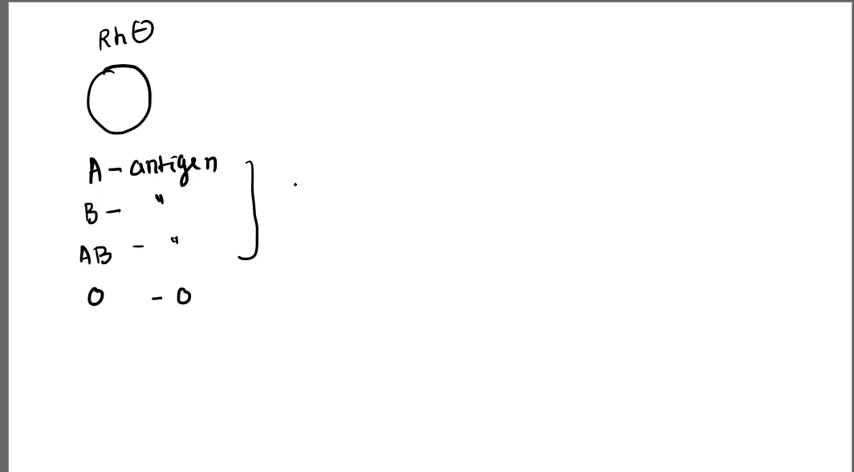 Rh⊖
A - antigen
B - "
AB - "
O - O